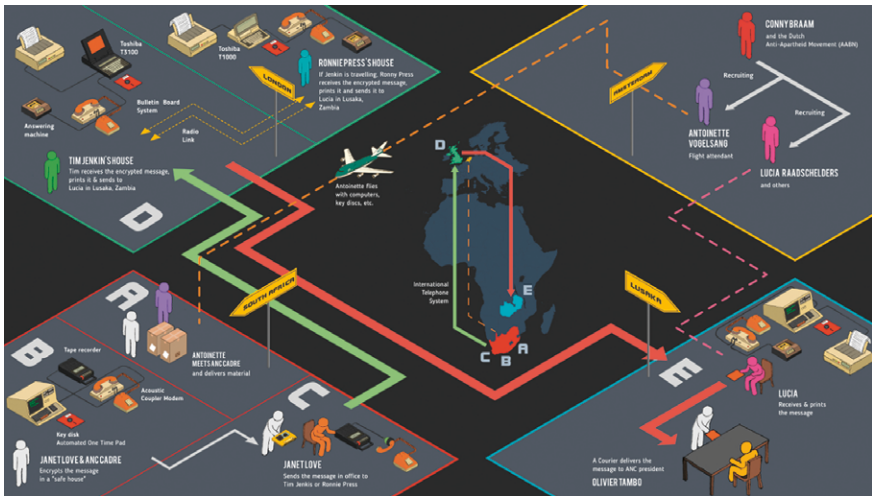 Toshiba
T3100
Toshiba
T1000
RONNIE PRESS'S HOUSE
If Jenkin is travelling, Ronny Press
receives the encrypted message,
prints it and sends it to
Lucia in Lusaka,
Zambia
LONDON
Bulletin Board
System
Answering
machine
Radio
Link
TIM JENKIN'S HOUSE
Tim receives the encrypted message,
prints it & sends to
Lucia in Lusaka, Zambia
D
Antoinette flies
with computers,
key discs, etc.
CONNY BRAAM
and the Dutch
Anti-Apartheid Movement (AABN)
Recruiting
AMSTERDAM
Recruiting
ANTOINETTE
VOGELSANG
Flight attendant
LUCIA RAADSCHELDERS
and others
D
International
Telephone
System
E
C
B
A
A
SOUTH AFRICA
ANTOINETTE
MEETS ANC CADRE
and delivers material
B
Tape recorder
Acoustic
Coupler Modem
Key disk
Automated One Time Pad
JANET LOVE & ANC CADRE
Encrypts the message
in a "safe house"
C
JANET LOVE
Sends the message in office to
Tim Jenkis or Ronnie Press
LUSAKA
E
LUCIA
Receives & prints
the message
A Courier delivers the
message to ANC president
OLIVIER TAMBO